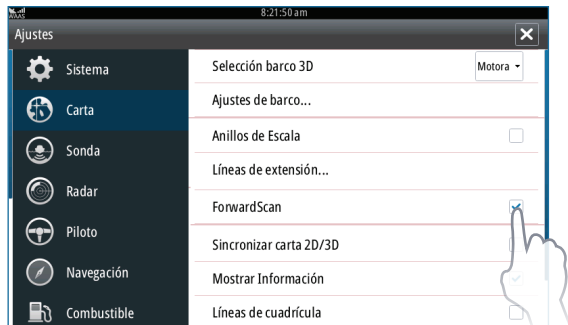 WAAS
8:21:50 am
Ajustes
Sistema
Carta
Sonda
Radar
Piloto
Navegación
Combustible
Selección barco 3D
Motora
Ajustes de barco...
Anillos de Escala
Líneas de extensión...
ForwardScan
Sincronizar carta 2D/3D
Mostrar Información
Líneas de cuadrícula